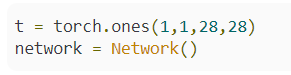 t = torch.ones(1,1,28,28)
network = Network()